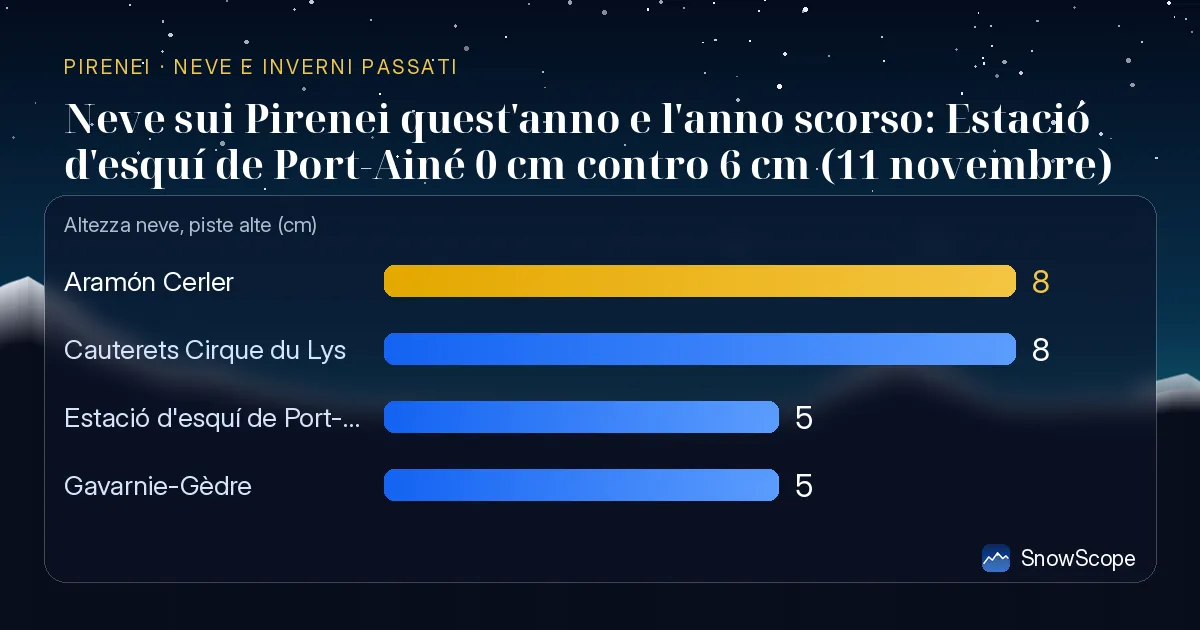 PIRENEI · NEVE E INVERNI PASSATI
Neve sui Pirenei quest'anno e l'anno scorso: Estació
d'esquí de Port-Ainé 0 cm contro 6 cm (11 novembre)
Altezza neve, piste alte (cm)
Aramón Cerler 8
Cauterets Cirque du Lys 8
Estació d'esquí de Port-... 5
Gavarnie-Gèdre 5
SnowScope